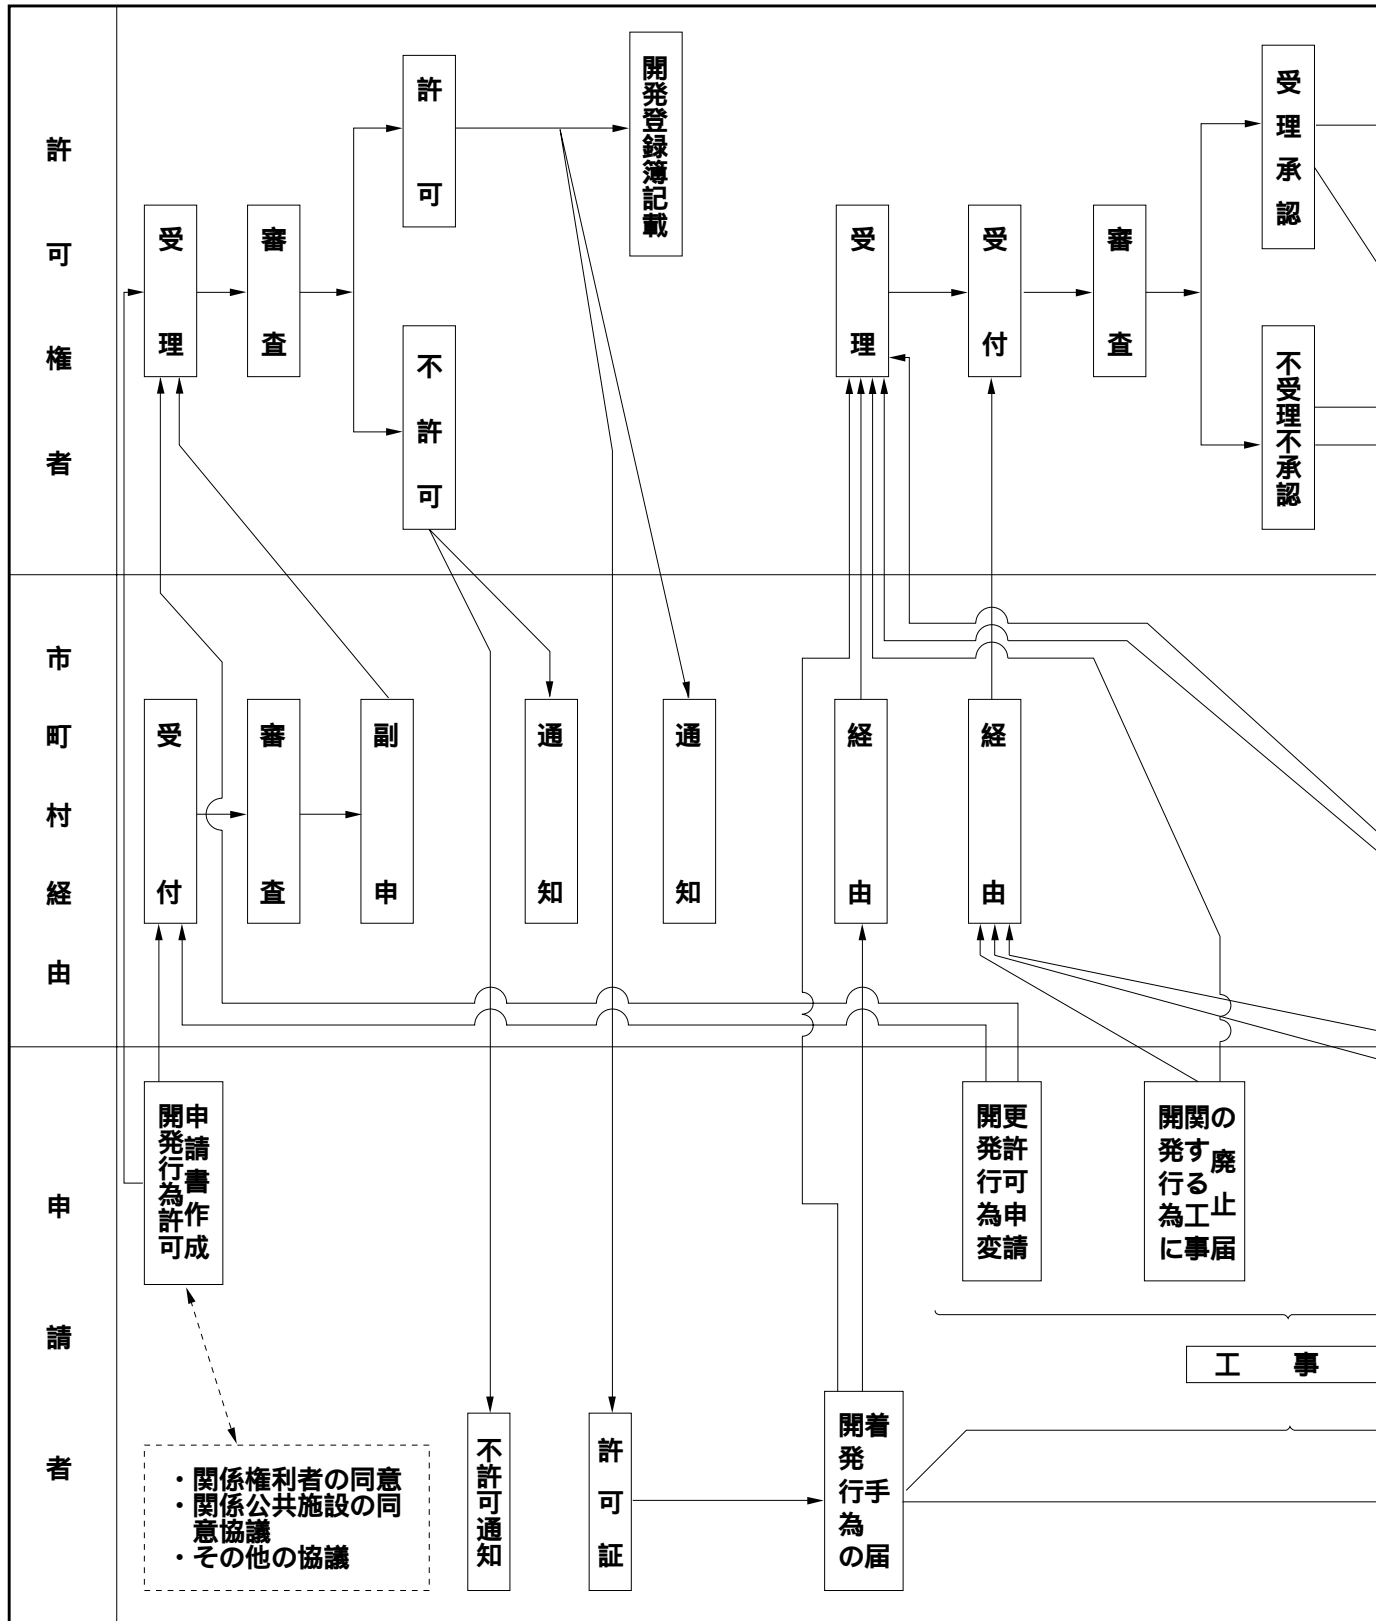 許可権者
許可
開発登録簿記載
受理承認
受理
審査
受理
受付
審査
不許可
不受理不承認
市町村経由
受付
審査
副申
通知
通知
経由
経由
申請者
開発行為許可
申請書作成
開発行為変
更許可申請
開発行為に
関する工事
の廃止届
工事
・関係権利者の同意
・関係公共施設の同
意協議
・その他の協議
不許可通知
許可証
開発行為の
着手届